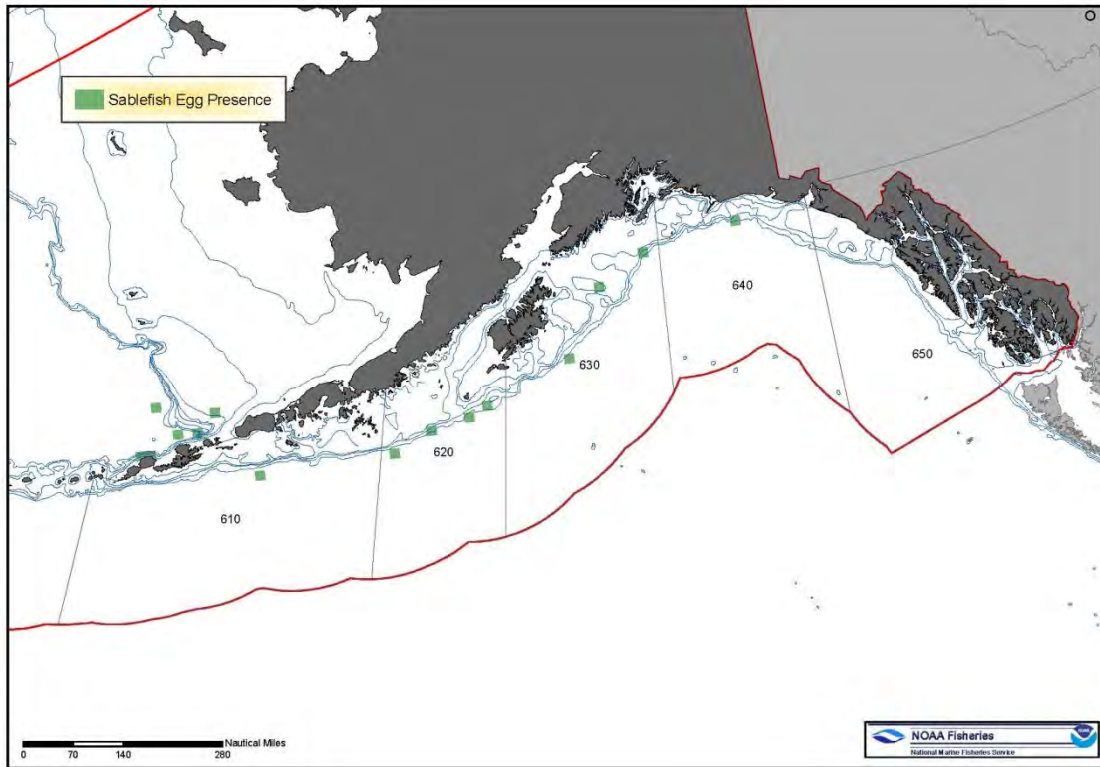 Sablefish Egg Presence
640
650
630
620
610
Nautical Miles
0 70 140 280
NOAA Fisheries
National Marine Fisheries Service